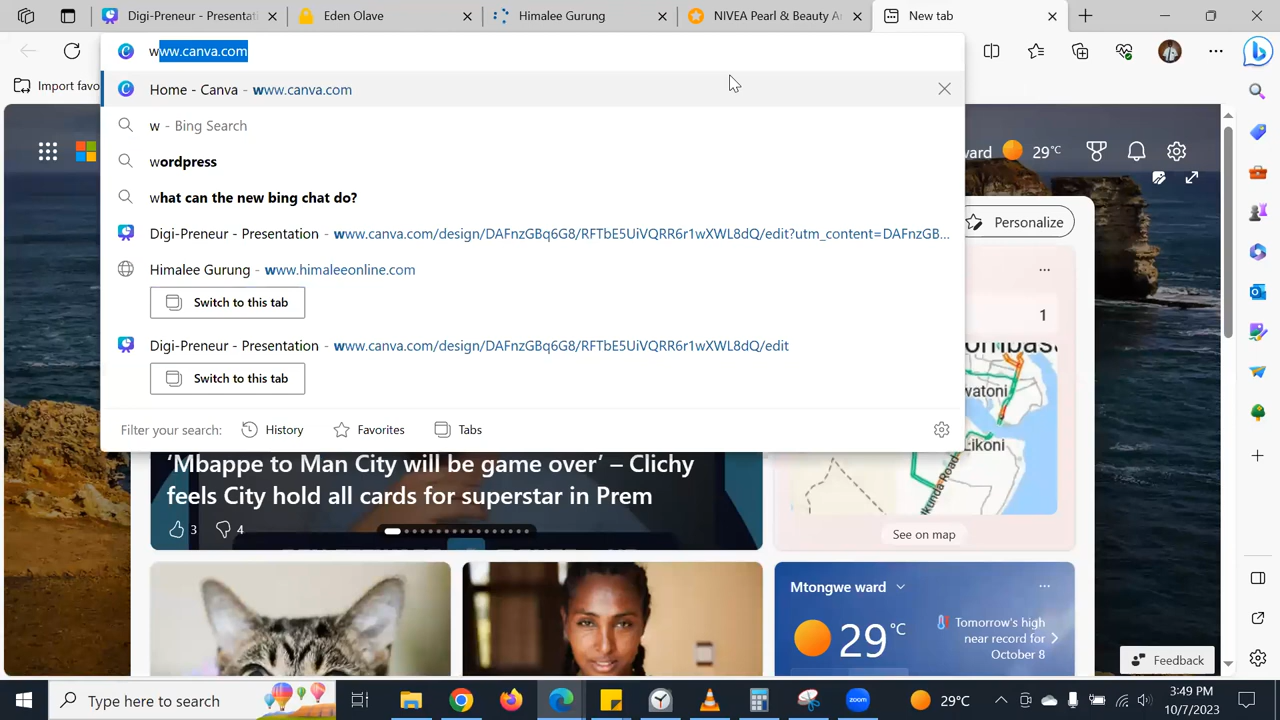 Digi-Preneur - Presentati
Eden Olave
Himalee Gurung
NIVEA Pearl & Beauty A
New tab
www.canva.com
Import favo
Home - Canva - www.canva.com
w - Bing Search
wordpress
what can the new bing chat do?
Digi-Preneur - Presentation - www.canva.com/design/DAFnzGBq6G8/RFTbE5UiVQRR6r1wXWL8dQ/edit?utm_content=DAFnzGB...
Himalee Gurung - www.himaleeonline.com
Switch to this tab
Digi-Preneur - Presentation - www.canva.com/design/DAFnzGBq6G8/RFTbE5UiVQRR6r1wXWL8dQ/edit
Switch to this tab
Filter your search: History Favorites Tabs
ward 29°C
Personalize
1
watoni
Likoni
See on map
'Mbappe to Man City will be game over' – Clichy
feels City hold all cards for superstar in Prem
3 4
Mtongwe ward
29°C
Tomorrow's high
near record for
October 8
Feedback
Type here to search
zoom
29°C
3:49 PM
10/7/2023